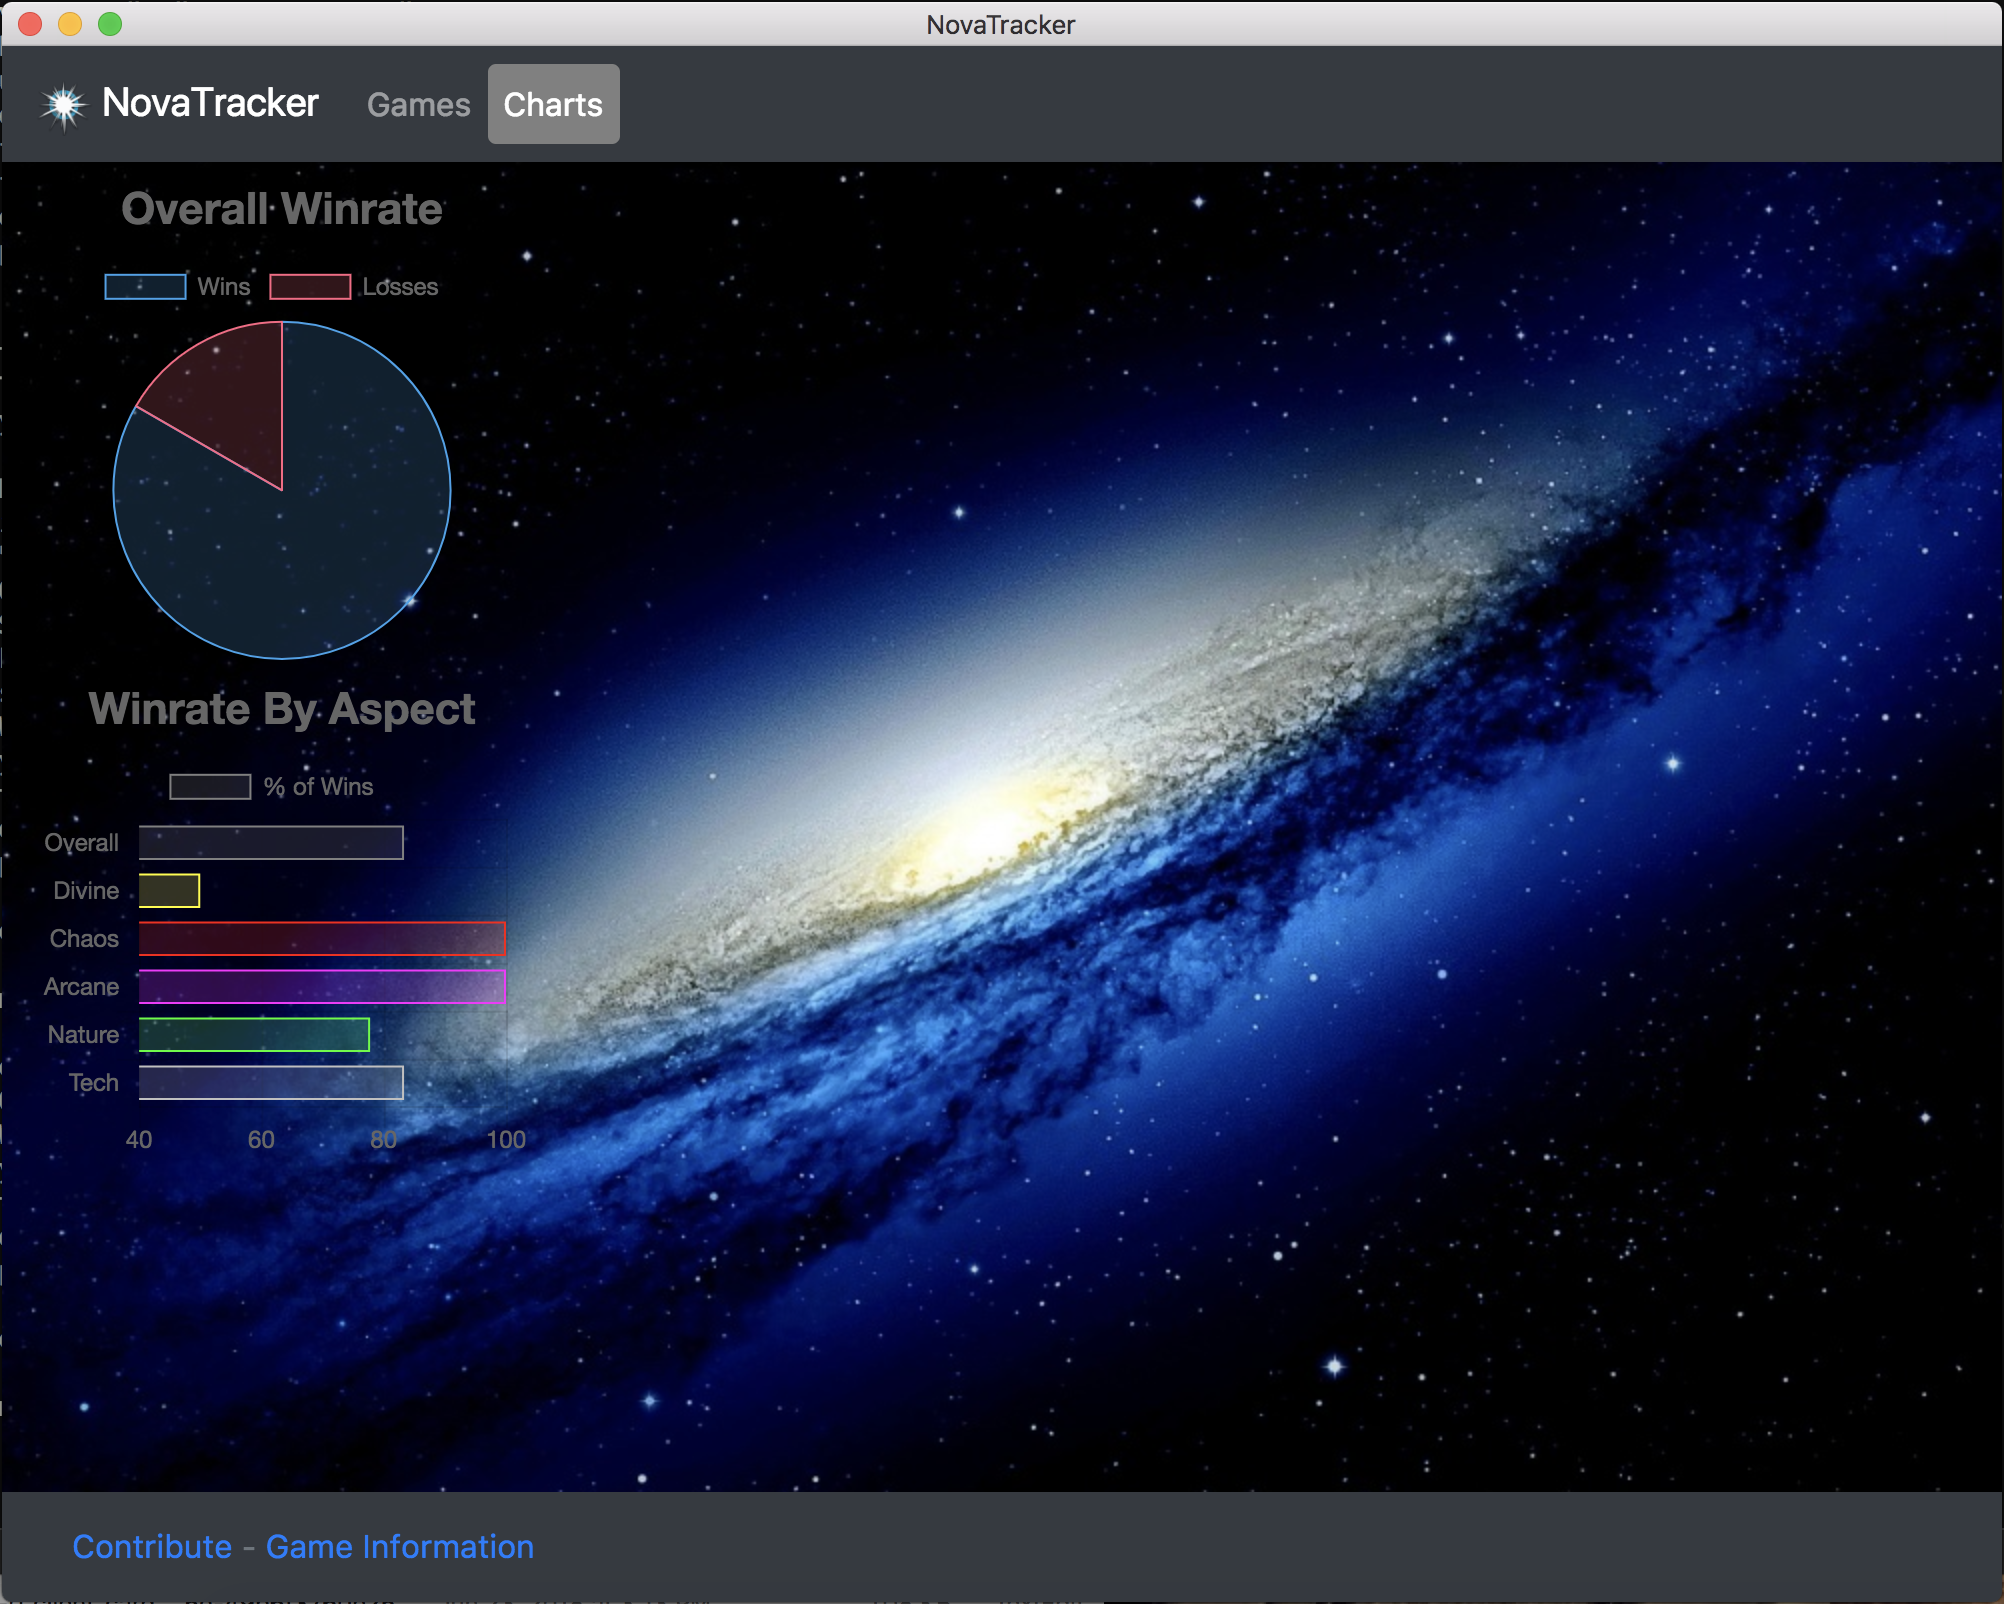 NovaTracker
NovaTracker Games Charts
Overall Winrate
Wins Losses
Winrate By Aspect
% of Wins
Overall
Divine
Chaos
Arcane
Nature
Tech
40 60 80 100
Contribute - Game Information